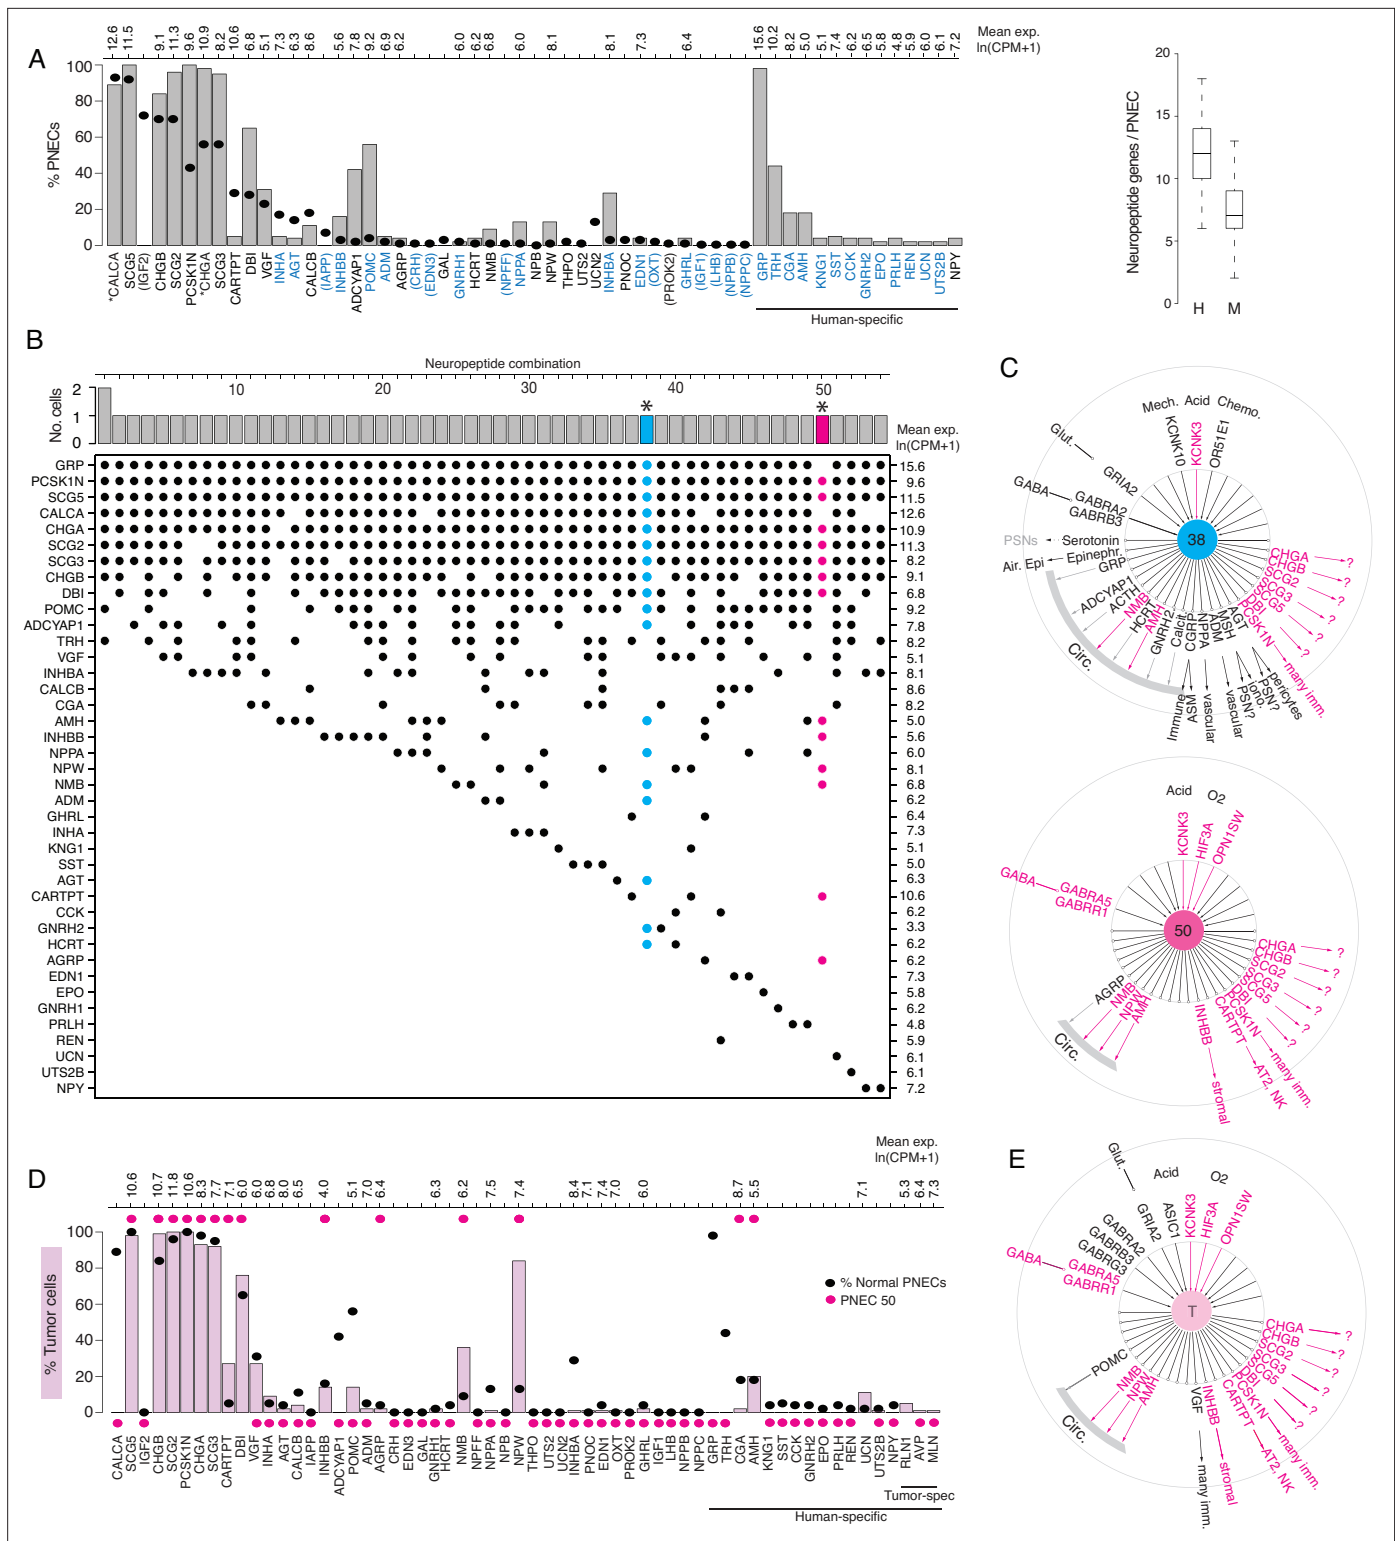 A
12.6 11.5 9.1 11.3 9.6 10.9 8.2 10.6 6.8 5.1 7.3 6.3 8.6 5.6 7.8 9.2 6.9 6.2 6.0 6.2 6.8 6.0 8.1 8.1 7.3 6.4 15.6 10.2 8.2 5.0 5.1 7.4 6.2 6.5 5.8 4.8 5.9 6.0 6.1 7.2
Mean exp.
ln(CPM+1)
% PNECs
100
80
60
40
20
0
*CALCA SCG5 (IGF2) CHGB SCG2 PCSK1N *CHGA SCG3 CARTPT DBI VGF INHA AGT CALCB (IAPP) INHBB ADCYAP1 POMC ADM AGRP (CRH) (EDN3) GAL GNRH1 HCRT NMB (NPFF) NPPA NPB NPW THPO UTS2 UCN2 INHBA PNOC EDN1 (OXT) (PROK2) GHRL (IGF1) (LHB) (NPPB) (NPPC) GRP TRH CGA AMH KNG1 SST CCK GNRH2 EPO PRLH REN UCN UTS2B NPY
Human-specific
Neuropeptide genes / PNEC
20
15
10
5
0
H M
B
Neuropeptide combination
10 20 30 40 50
No. cells
2
1
0
* *
Mean exp.
ln(CPM+1)
GRP 15.6
PCSK1N 9.6
SCG5 11.5
CALCA 12.6
CHGA 10.9
SCG2 11.3
SCG3 8.2
CHGB 9.1
DBI 6.8
POMC 9.2
ADCYAP1 7.8
TRH 8.2
VGF 5.1
INHBA 8.1
CALCB 8.6
CGA 8.2
AMH 5.0
INHBB 5.6
NPPA 6.0
NPW 8.1
NMB 6.8
ADM 6.2
GHRL 6.4
INHA 7.3
KNG1 5.1
SST 5.0
AGT 6.3
CARTPT 10.6
CCK 6.2
GNRH2 3.3
HCRT 6.2
AGRP 6.2
EDN1 7.3
EPO 5.8
GNRH1 6.2
PRLH 4.8
REN 5.9
UCN 6.1
UTS2B 6.1
NPY 7.2
C
Mech. Acid Chemo.
KCNK10 KCNK3 OR51E1
Glut.
GRIA2
GABA
GABRA2
GABRB3
PSNs
Serotonin
Air. Epi
Epinephr.
GRP
38
ADCYAP1
ACTH
NMB
HCRT
AMH
GNRH2
Calcit.
CGRP
NPPA
ADM
MSH
AGT
PCSK1N
DBI
SCG5
SCG3
SCG2
CHGB
CHGA
? ? ? ? ? ?
many imm.
Circ.
Immune
ASM
vascular
vascular
PSN?
iono.
PSN?
pericytes
Acid O2
KCNK3 HIF3A OPN1SW
GABA
GABRA5
GABRR1
50
AGRP
NMB
NPW
AMH
Circ.
INHBB
stromal
CARTPT
AT2, NK
PCSK1N
many imm.
DBI
SCG5
SCG3
SCG2
CHGB
CHGA
? ? ? ? ? ?
D
Mean exp.
ln(CPM+1)
10.6 10.7 11.8 10.6 8.3 7.7 7.1 6.0 6.0 6.8 8.0 6.5 4.0 5.1 7.0 6.4 6.3 6.2 7.5 7.4 8.4 7.1 7.4 7.0 6.0 8.7 5.5 7.1 5.3 6.4 7.3
% Tumor cells
100
80
60
40
20
0
% Normal PNECs
PNEC 50
CALCA SCG5 IGF2 CHGB SCG2 PCSK1N CHGA SCG3 CARTPT DBI VGF INHA AGT CALCB IAPP INHBB ADCYAP1 POMC ADM AGRP CRH EDN3 GAL GNRH1 HCRT NMB NPFF NPPA NPB NPW THPO UTS2 UCN2 INHBA PNOC EDN1 OXT PROK2 GHRL IGF1 LHB NPPB NPPC GRP TRH CGA AMH KNG1 SST CCK GNRH2 EPO PRLH REN UCN UTS2B NPY RLN1 AVP MLN
Tumor-spec
Human-specific
E
Glut.
Acid O2
GRIA2 ASIC1 KCNK3 HIF3A OPN1SW
GABRA2
GABRB3
GABRG3
GABA
GABRA5
GABRR1
T
POMC
NMB
NPW
AMH
Circ.
VGF
many imm.
INHBB
stromal
CARTPT
AT2, NK
PCSK1N
many imm.
DBI
SCG5
SCG3
SCG2
CHGB
CHGA
? ? ? ? ? ?